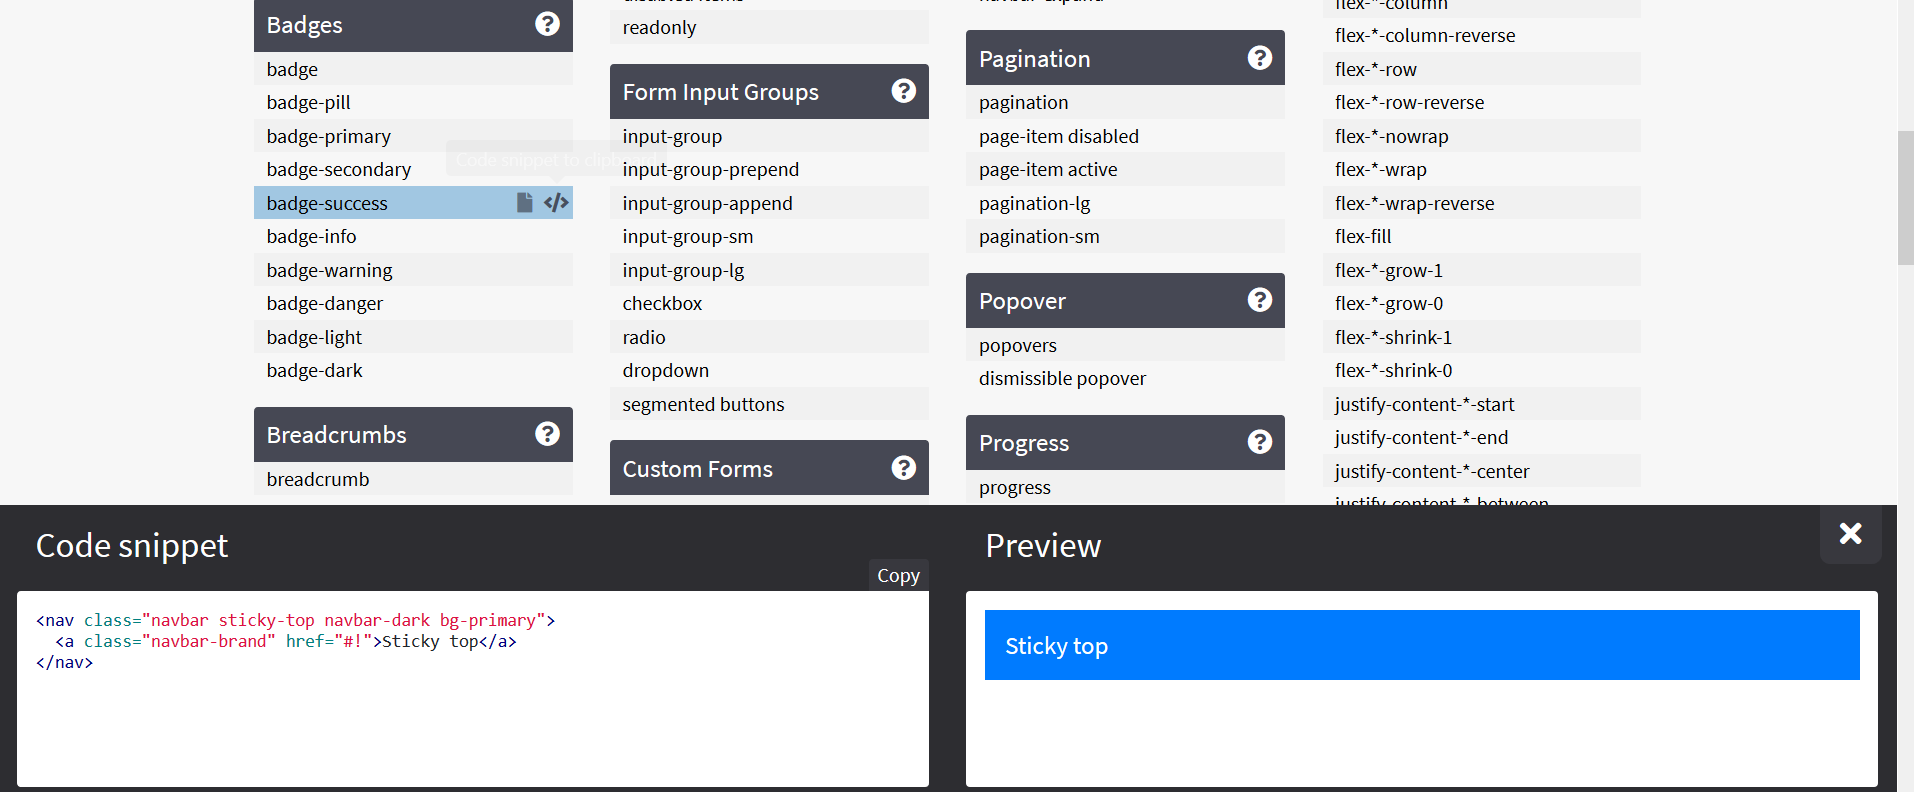 Badges
badge
badge-pill
badge-primary
badge-secondary
Code snippet to clipboard
badge-success
</>
badge-info
badge-warning
badge-danger
badge-light
badge-dark
Breadcrumbs
breadcrumb
disabled items
readonly
Form Input Groups
input-group
input-group-prepend
input-group-append
input-group-sm
input-group-lg
checkbox
radio
dropdown
segmented buttons
Custom Forms
navbar-expand
Pagination
pagination
page-item disabled
page-item active
pagination-lg
pagination-sm
Popover
popovers
dismissible popover
Progress
progress
flex-*-column
flex-*-column-reverse
flex-*-row
flex-*-row-reverse
flex-*-nowrap
flex-*-wrap
flex-*-wrap-reverse
flex-fill
flex-*-grow-1
flex-*-grow-0
flex-*-shrink-1
flex-*-shrink-0
justify-content-*-start
justify-content-*-end
justify-content-*-center
justify-content-*-between
Code snippet
Copy
<nav class="navbar sticky-top navbar-dark bg-primary">
<a class="navbar-brand" href="#!">Sticky top</a>
</nav>
Preview
Sticky top